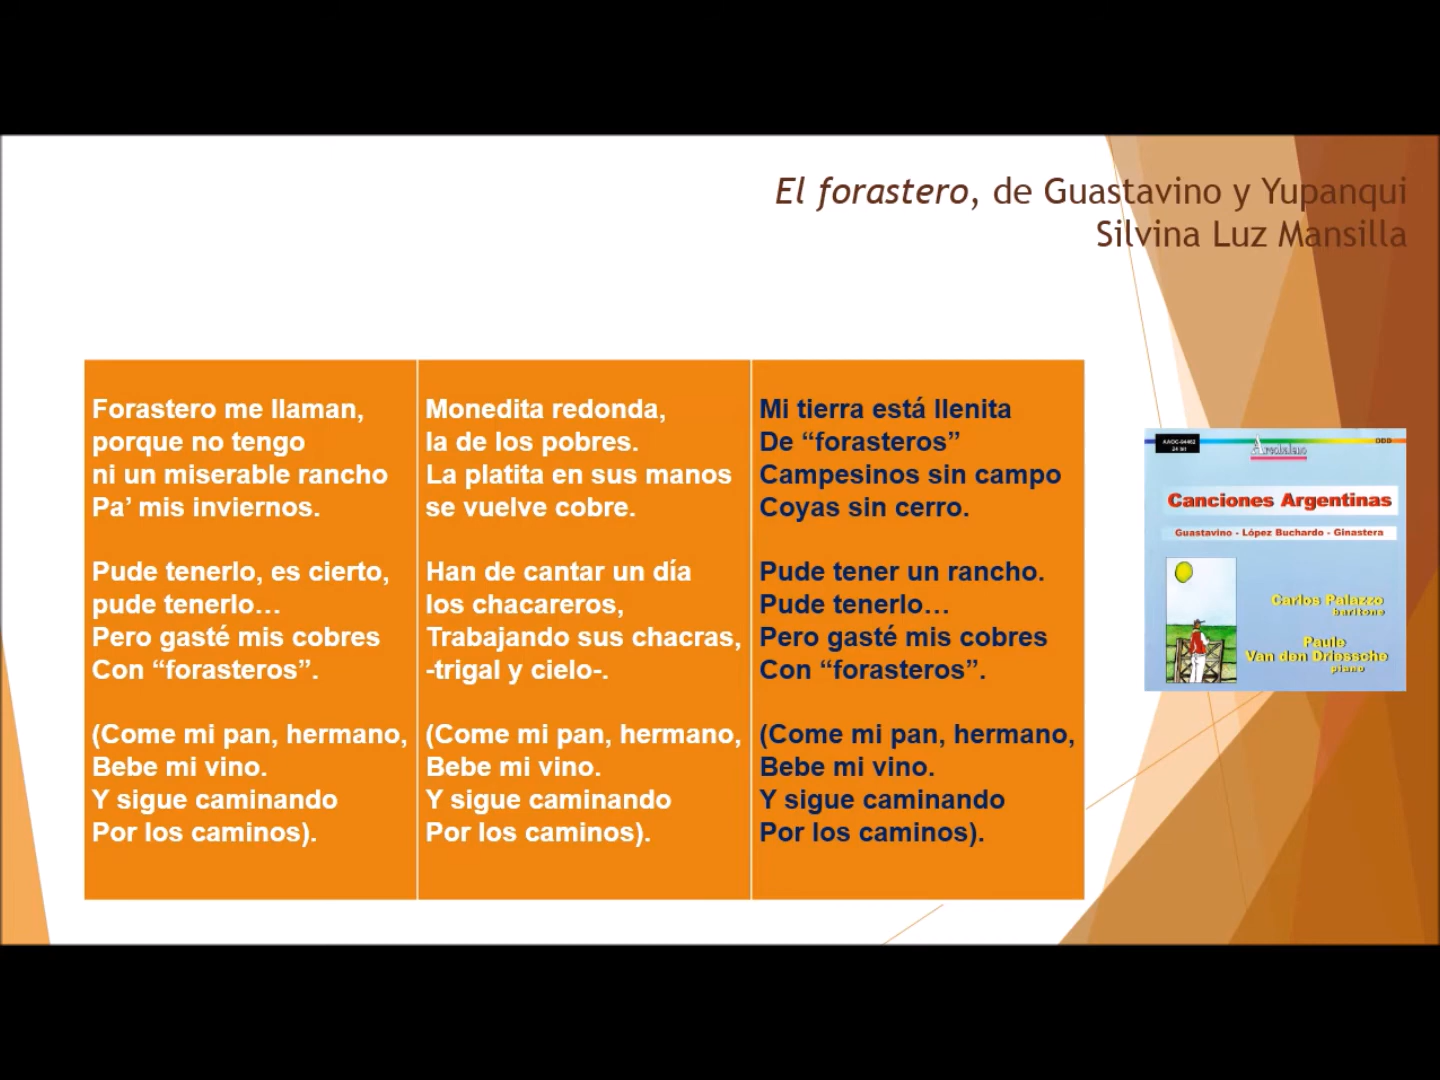 El forastero, de Guastavino y Yupanqui
Silvina Luz Mansilla
Forastero me llaman,
porque no tengo
ni un miserable rancho
Pa’ mis inviernos.
Pude tenerlo, es cierto,
pude tenerlo…
Pero gasté mis cobres
Con “forasteros”.
(Come mi pan, hermano,
Bebe mi vino.
Y sigue caminando
Por los caminos).
Monedita redonda,
la de los pobres.
La platita en sus manos
se vuelve cobre.
Han de cantar un día
los chacareros,
Trabajando sus chacras,
-trigal y cielo-.
(Come mi pan, hermano,
Bebe mi vino.
Y sigue caminando
Por los caminos).
Mi tierra está llenita
De “forasteros”
Campesinos sin campo
Coyas sin cerro.
Pude tener un rancho.
Pude tenerlo…
Pero gasté mis cobres
Con “forasteros”.
(Come mi pan, hermano,
Bebe mi vino.
Y sigue caminando
Por los caminos).
DDD
Canciones Argentinas
Guastavino - López Buchardo - Ginastera
Carlos Palazzo
baritono
Paule
Van den Driessche
piano